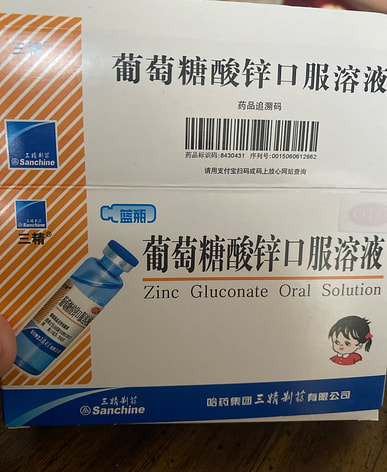 三精®
葡萄糖酸锌口服溶液
药品追溯码
三精制药
Sanchine
药品标识码:8430431 序列号:0015060612662
请用支付宝扫码或码上放心网站查询
三精制药
Sanchine
三精®
蓝瓶
葡萄糖酸锌口服溶液
Zinc Gluconate Oral Solution
三精制药
Sanchine
哈药集团三精制药有限公司